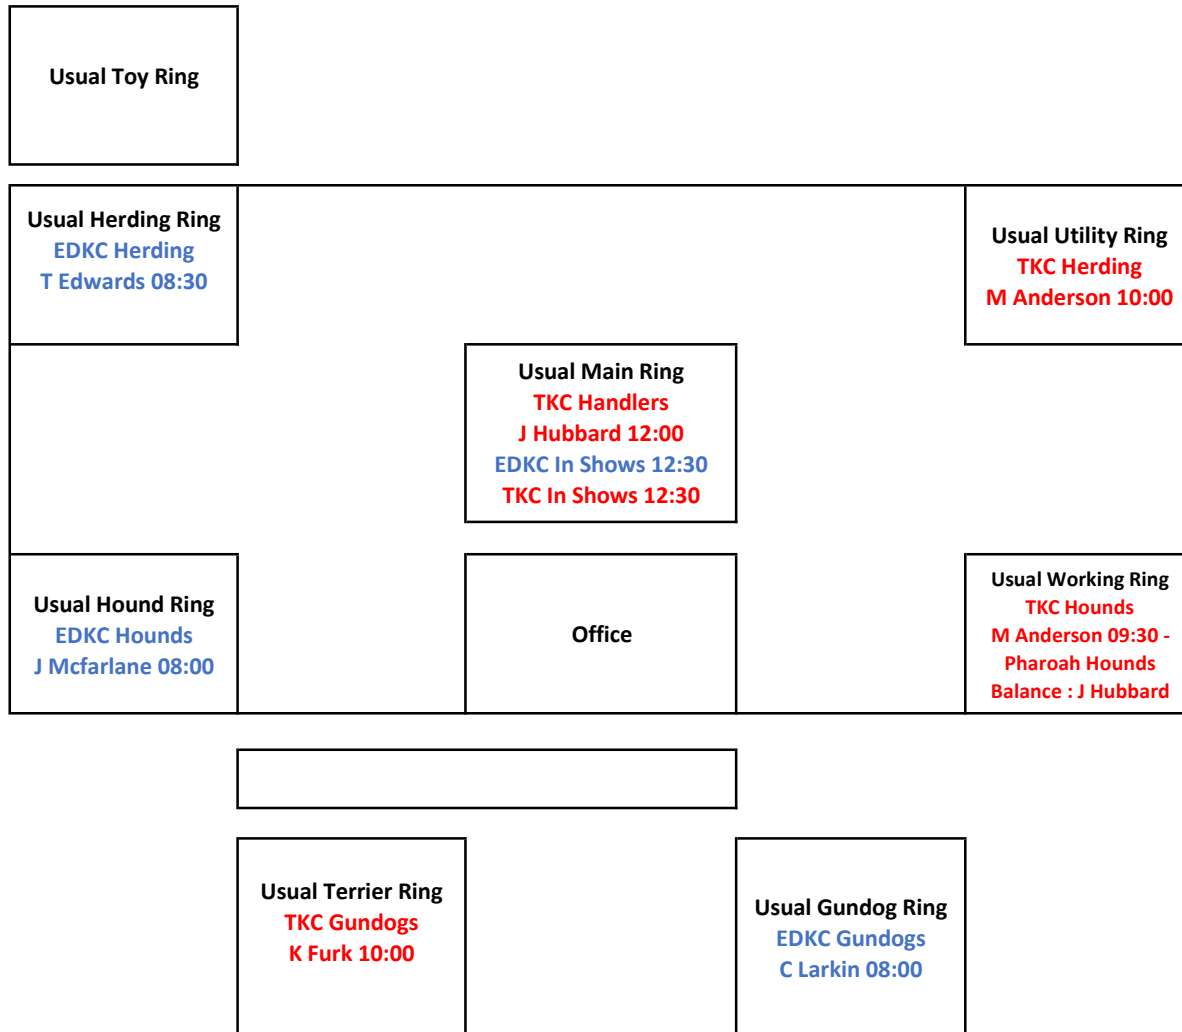 Usual Toy Ring
Usual Herding Ring
EDKC Herding
T Edwards 08:30
Usual Utility Ring
TKC Herding
M Anderson 10:00
Usual Main Ring
TKC Handlers
J Hubbard 12:00
EDKC In Shows 12:30
TKC In Shows 12:30
Usual Hound Ring
EDKC Hounds
J Mcfarlane 08:00
Office
Usual Working Ring
TKC Hounds
M Anderson 09:30 -
Pharoah Hounds
Balance : J Hubbard
Usual Terrier Ring
TKC Gundogs
K Furk 10:00
Usual Gundog Ring
EDKC Gundogs
C Larkin 08:00